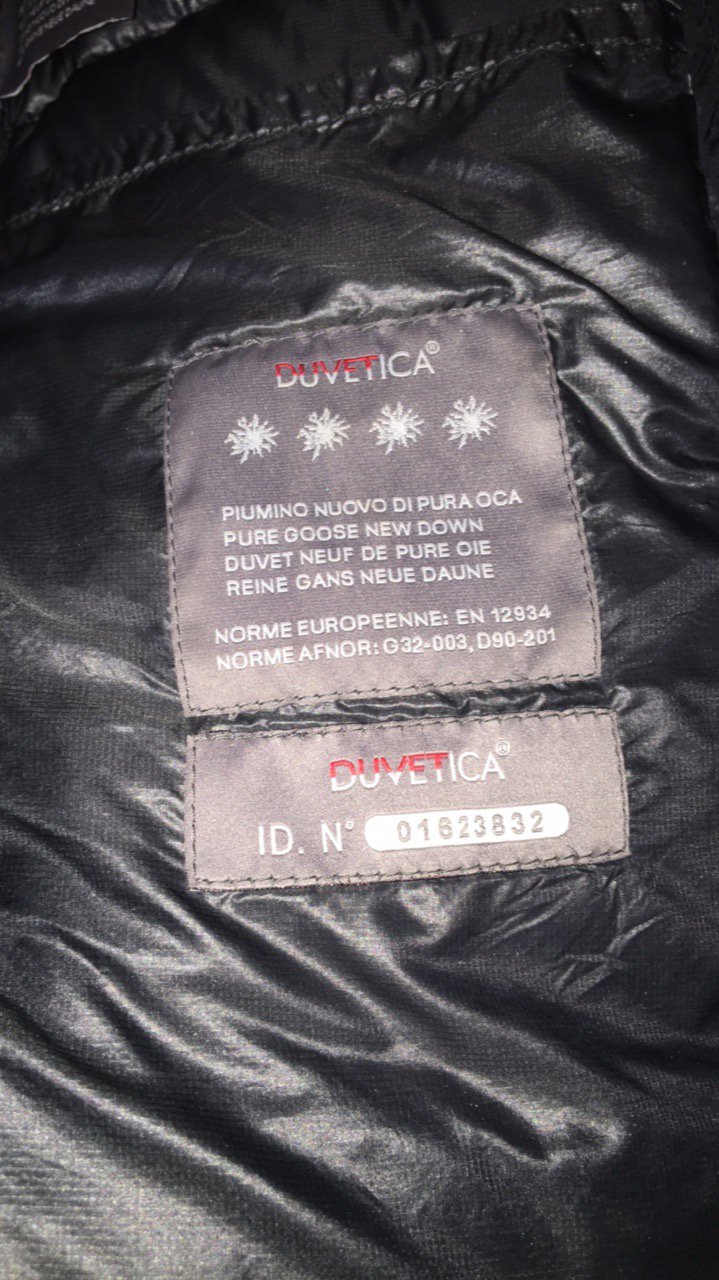 DUVETICA®
PIUMINO NUOVO DI PURA OCA
PURE GOOSE NEW DOWN
DUVET NEUF DE PURE OIE
REINE GANS NEUE DAUNE
NORME EUROPEENNE: EN 12934
NORME AFNOR: G32-003, D90-201
DUVETICA®
ID. N° 01623832